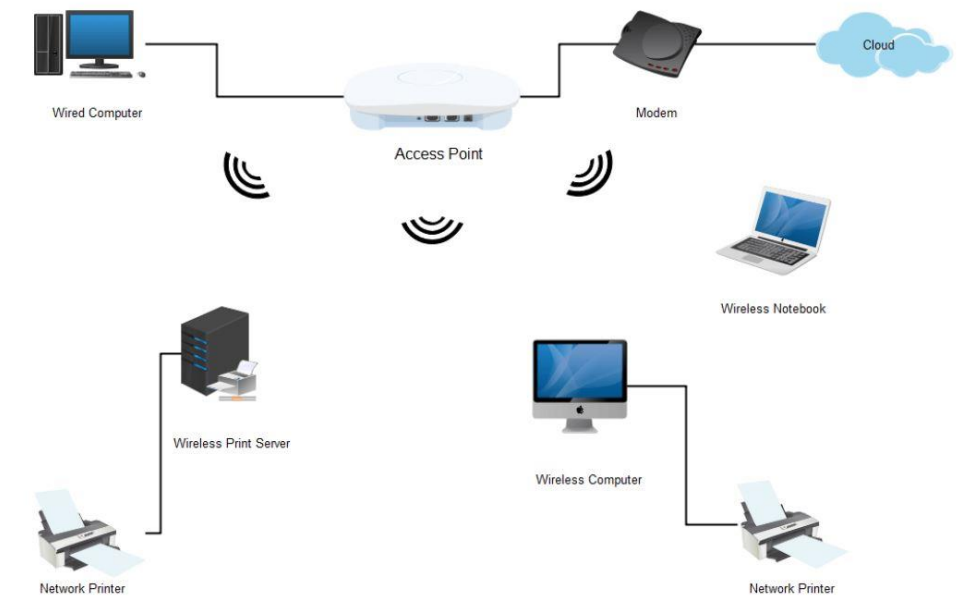 Cloud
Wired Computer
Modem
Access Point
Wireless Notebook
Wireless Print Server
Wireless Computer
Network Printer
Network Printer